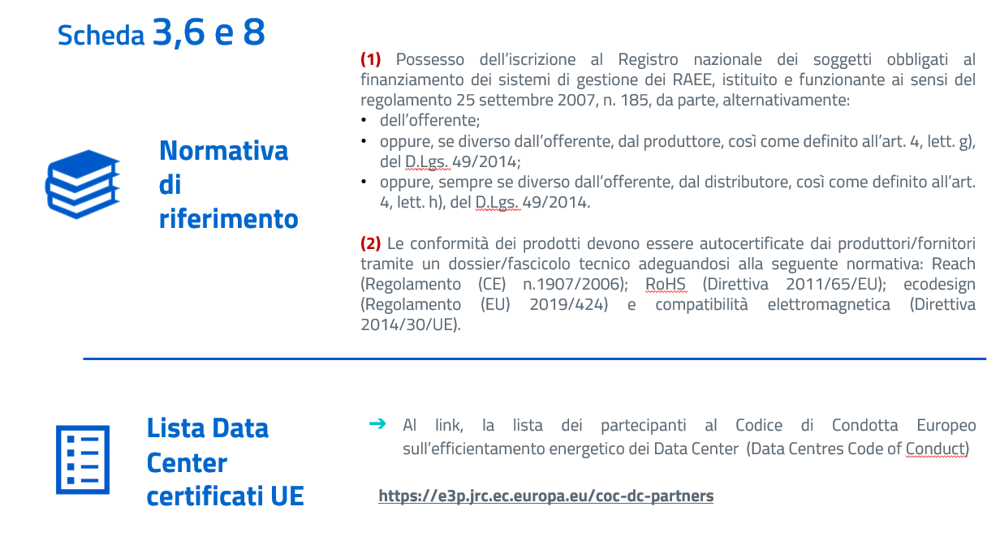 Scheda 3,6 e 8
Normativa
di
riferimento
(1) Possesso dell’iscrizione al Registro nazionale dei soggetti obbligati al
finanziamento dei sistemi di gestione dei RAEE, istituito e funzionante ai sensi del
regolamento 25 settembre 2007, n. 185, da parte, alternativamente:
• dell’offerente;
• oppure, se diverso dall’offerente, dal produttore, così come definito all’art. 4, lett. g),
del D.Lgs. 49/2014;
• oppure, sempre se diverso dall’offerente, dal distributore, così come definito all’art.
4, lett. h), del D.Lgs. 49/2014.
(2) Le conformità dei prodotti devono essere autocertificate dai produttori/fornitori
tramite un dossier/fascicolo tecnico adeguandosi alla seguente normativa: Reach
(Regolamento (CE) n.1907/2006); RoHS (Direttiva 2011/65/EU); ecodesign
(Regolamento (EU) 2019/424) e compatibilità elettromagnetica (Direttiva
2014/30/UE).
Lista Data
Center
certificati UE
➔ Al link, la lista dei partecipanti al Codice di Condotta Europeo
sull’efficientamento energetico dei Data Center (Data Centres Code of Conduct)
https://e3p.jrc.ec.europa.eu/coc-dc-partners